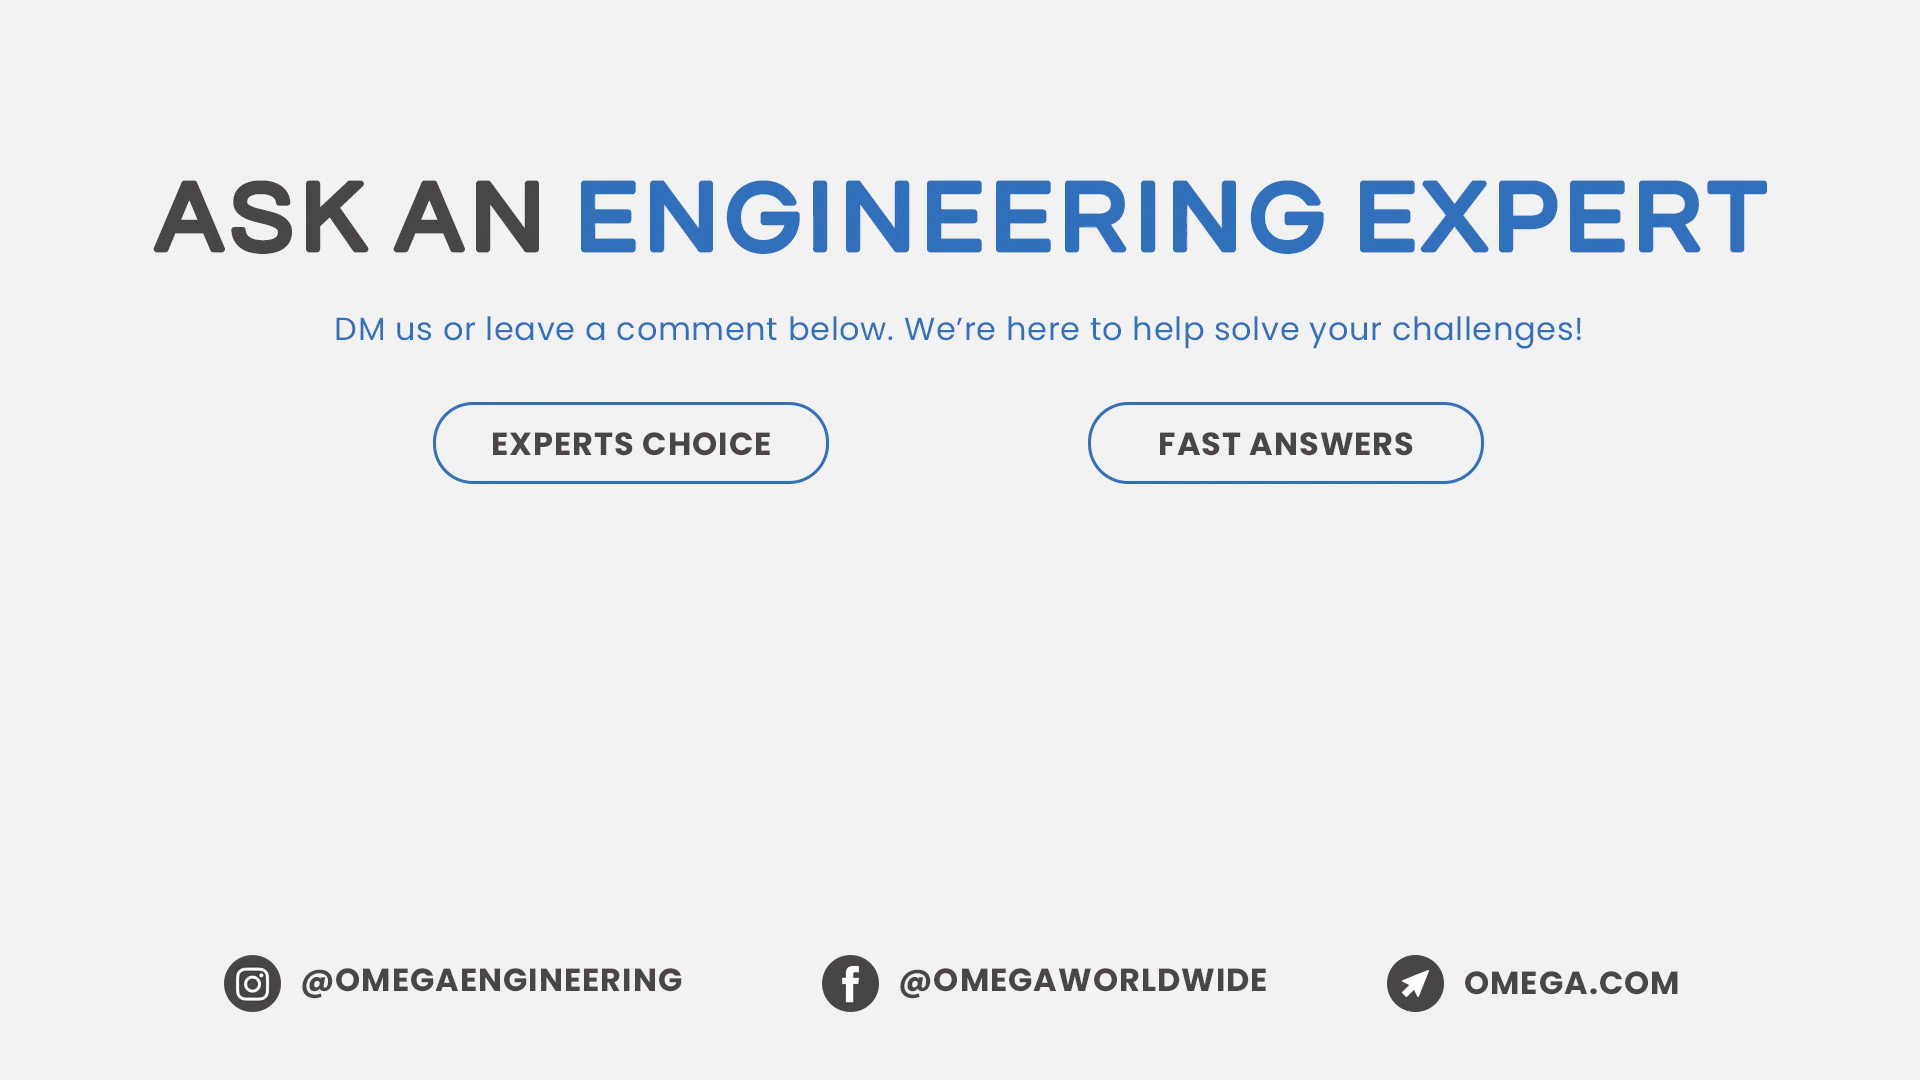 ASK AN ENGINEERING EXPERT
DM us or leave a comment below. We’re here to help solve your challenges!
EXPERTS CHOICE
FAST ANSWERS
@OMEGAENGINEERING
@OMEGAWORLDWIDE
OMEGA.COM